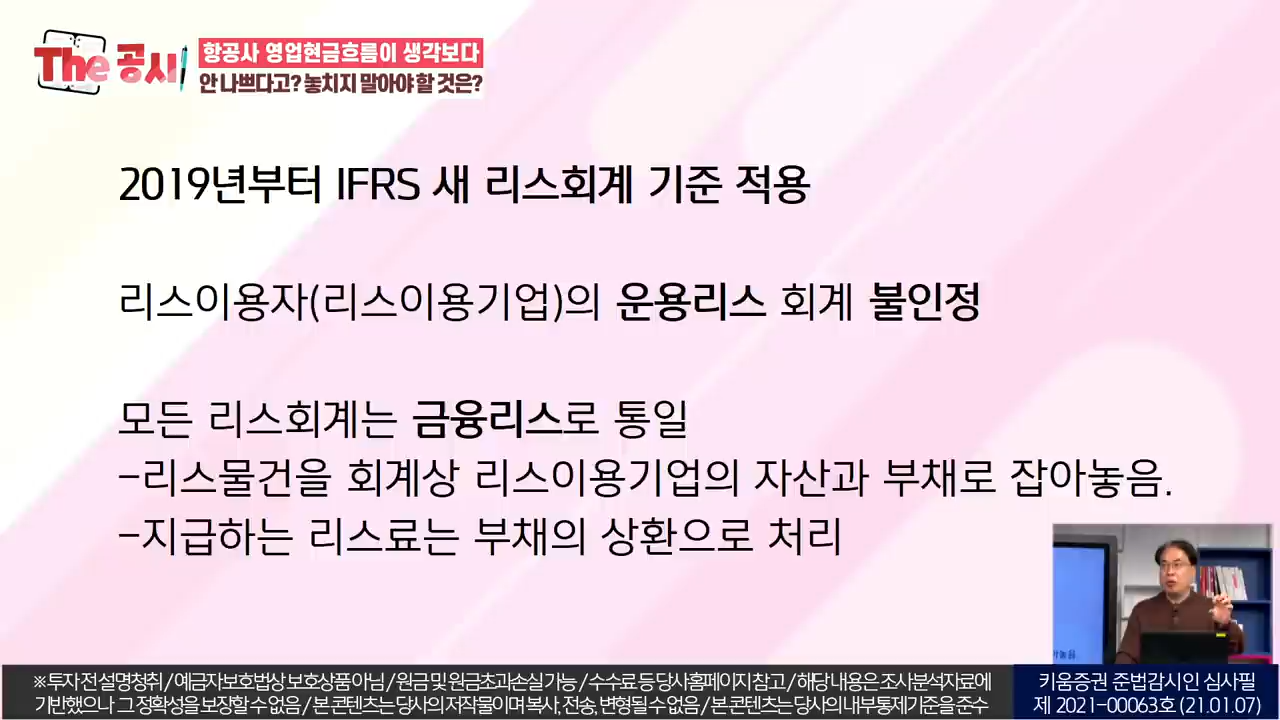 The 공시
항공사 영업현금흐름이 생각보다
안 나쁘다고? 놓치지 말아야 할 것은?
2019년부터 IFRS 새 리스회계 기준 적용
리스이용자(리스이용기업)의 운용리스 회계 불인정
모든 리스회계는 금융리스로 통일
-리스물건을 회계상 리스이용기업의 자산과 부채로 잡아놓음.
-지급하는 리스료는 부채의 상환으로 처리
※ 투자 전 설명청취 / 예금자보호법상 보호상품 아님 / 원금 및 원금초과손실 가능 / 수수료 등 당사홈페이지 참고 / 해당 내용은 조사분석자료에
기반했으나 그 정확성을 보장할 수 없음 / 본 콘텐츠는 당사의 저작물이며 복사, 전송, 변형될 수 없음 / 본 콘텐츠는 당사의 내부통제기준을 준수
키움증권 준법감시인 심사필
제 2021-00063호 (21.01.07)